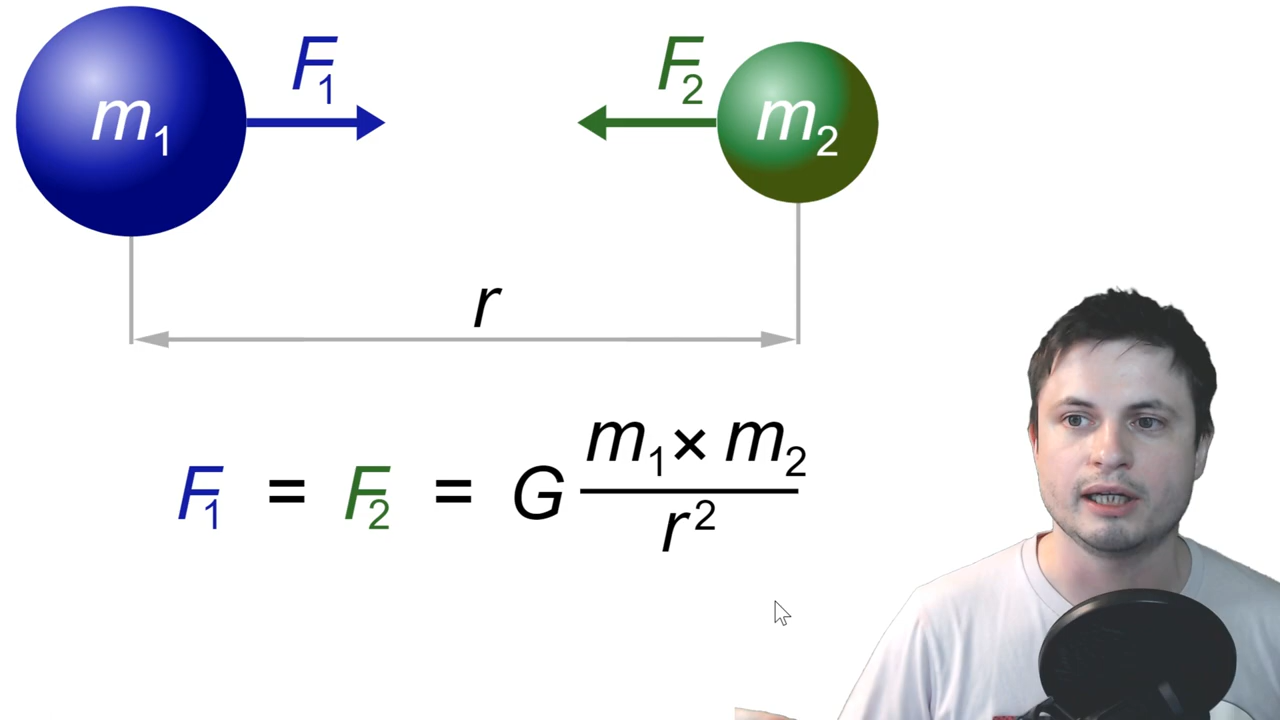 F₁ F₂
m₁ m₂
r
F₁ = F₂ = G m₁ × m₂ / r²